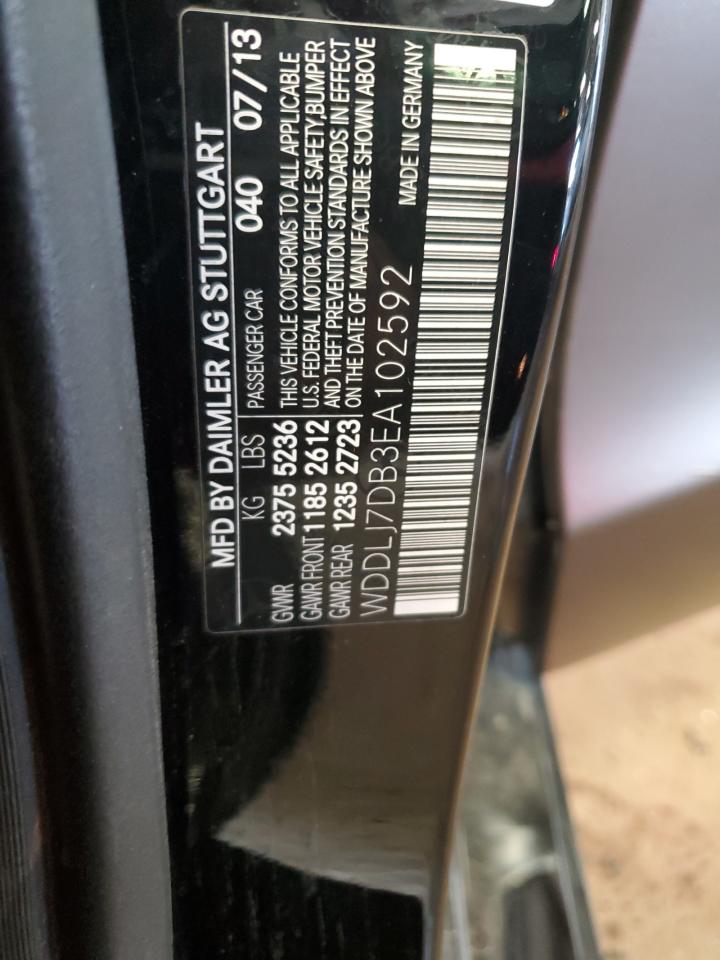 MFD BY DAIMLER AG STUTTGART
KG LBS PASSENGER CAR 040 07/13
GVWR 2375 5236 THIS VEHICLE CONFORMS TO ALL APPLICABLE
GAWR FRONT 1185 2612 U.S. FEDERAL MOTOR VEHICLE SAFETY, BUMPER
GAWR REAR 1235 2723 AND THEFT PREVENTION STANDARDS IN EFFECT
ON THE DATE OF MANUFACTURE SHOWN ABOVE
WDDLJ7DB3EA102592 MADE IN GERMANY